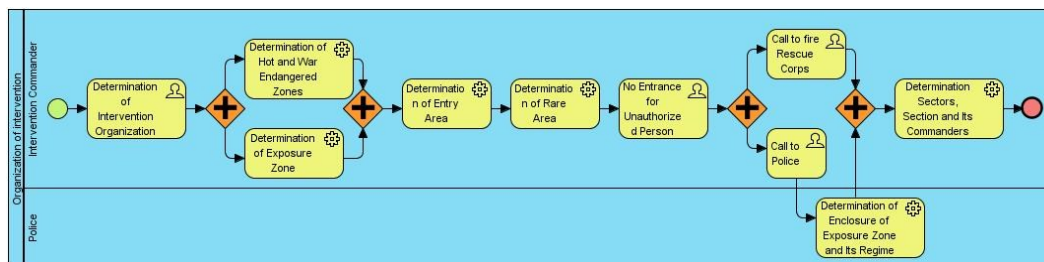 Organization of intervention
Intervention Commander
Police
Determination
of
Intervention
Organization
Determination of
Hot and War
Endangered
Zones
Determination
of Exposure
Zone
Determinatio
n of Entry
Area
Determinatio
n of Rare
Area
No Entrance
for
Unauthorize
d Person
Call to fire
Rescue
Corps
Call to
Police
Determination of
Enclosure of
Exposure Zone
and Its Regime
Determination
Sectors,
Section and Its
Commanders